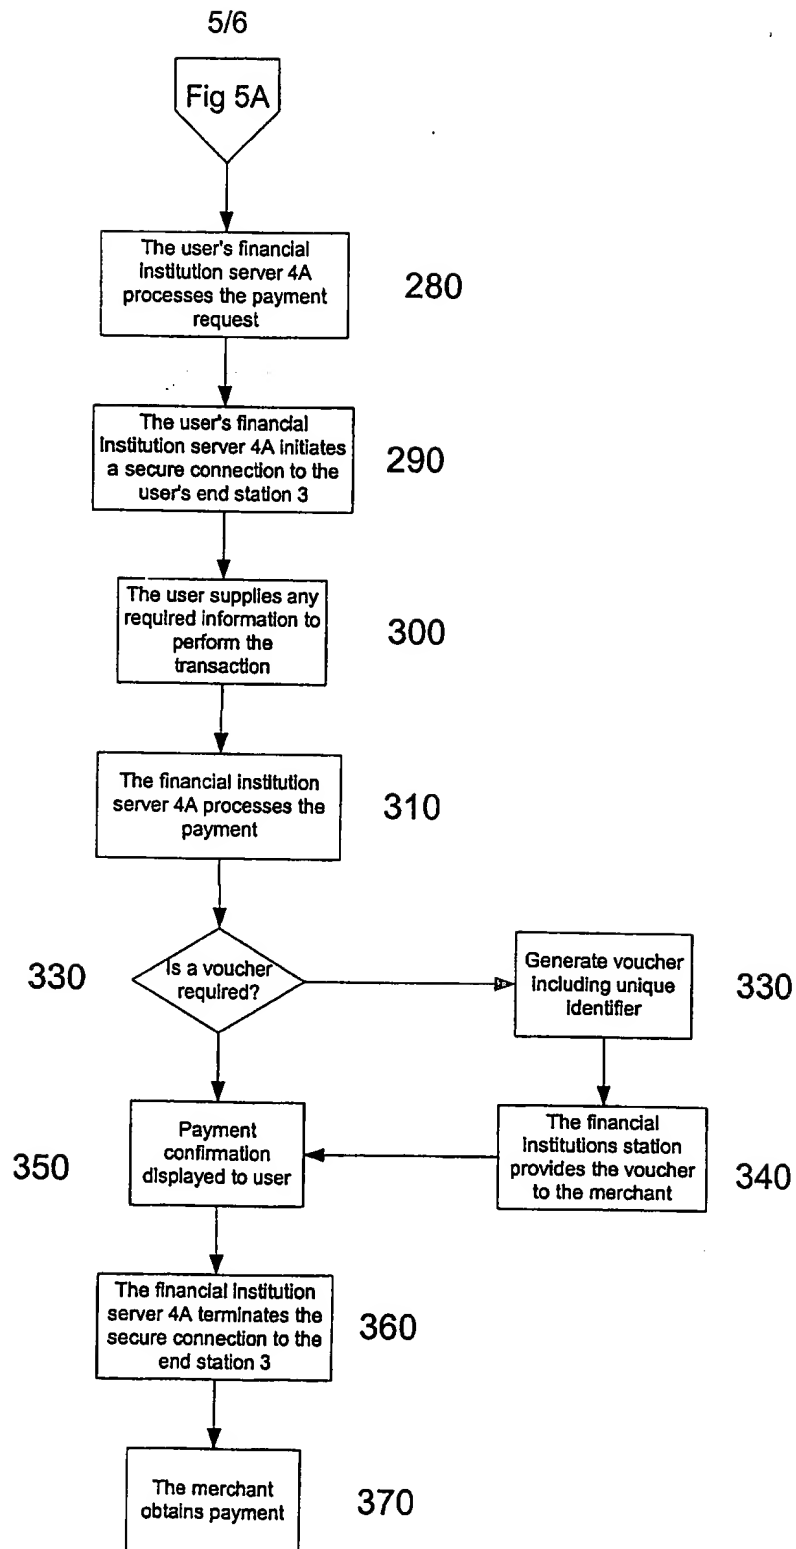 5/6
Fig 5A
The user's financial
institution server 4A
processes the payment
request
280
The user's financial
institution server 4A initiates
a secure connection to the
user's end station 3
290
The user supplies any
required information to
perform the
transaction
300
The financial institution
server 4A processes the
payment
310
330
Is a voucher
required?
Generate voucher
including unique
identifier
330
350
Payment
confirmation
displayed to user
The financial
institutions station
provides the voucher
to the merchant
340
The financial institution
server 4A terminates the
secure connection to the
end station 3
360
The merchant
obtains payment
370